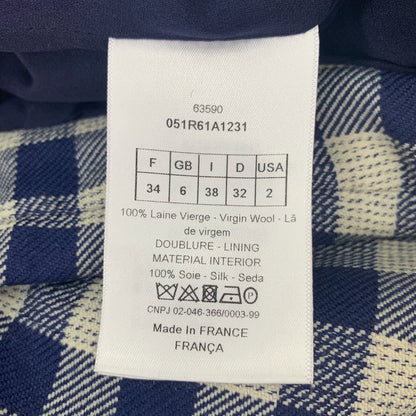 63590
051R61A1231
F GB I D USA
34 6 38 32 2
100% Laine Vierge - Virgin Wool - Lã
de virgem
DOUBLURE - LINING
MATERIAL INTERIOR
100% Soie - Silk - Seda
CNPJ 02-046-366/0003-99
Made In FRANCE
FRANÇA